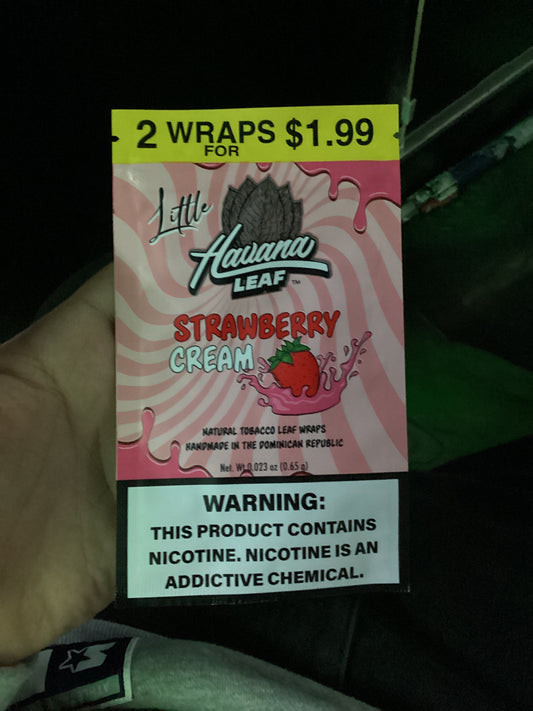 2 WRAPS $1.99
FOR
Little
Havana
LEAF™
STRAWBERRY
CREAM
NATURAL TOBACCO LEAF WRAPS
HANDMADE IN THE DOMINICAN REPUBLIC
Net. Wt 0.023 oz (0.65 g)
WARNING:
THIS PRODUCT CONTAINS
NICOTINE. NICOTINE IS AN
ADDICTIVE CHEMICAL.